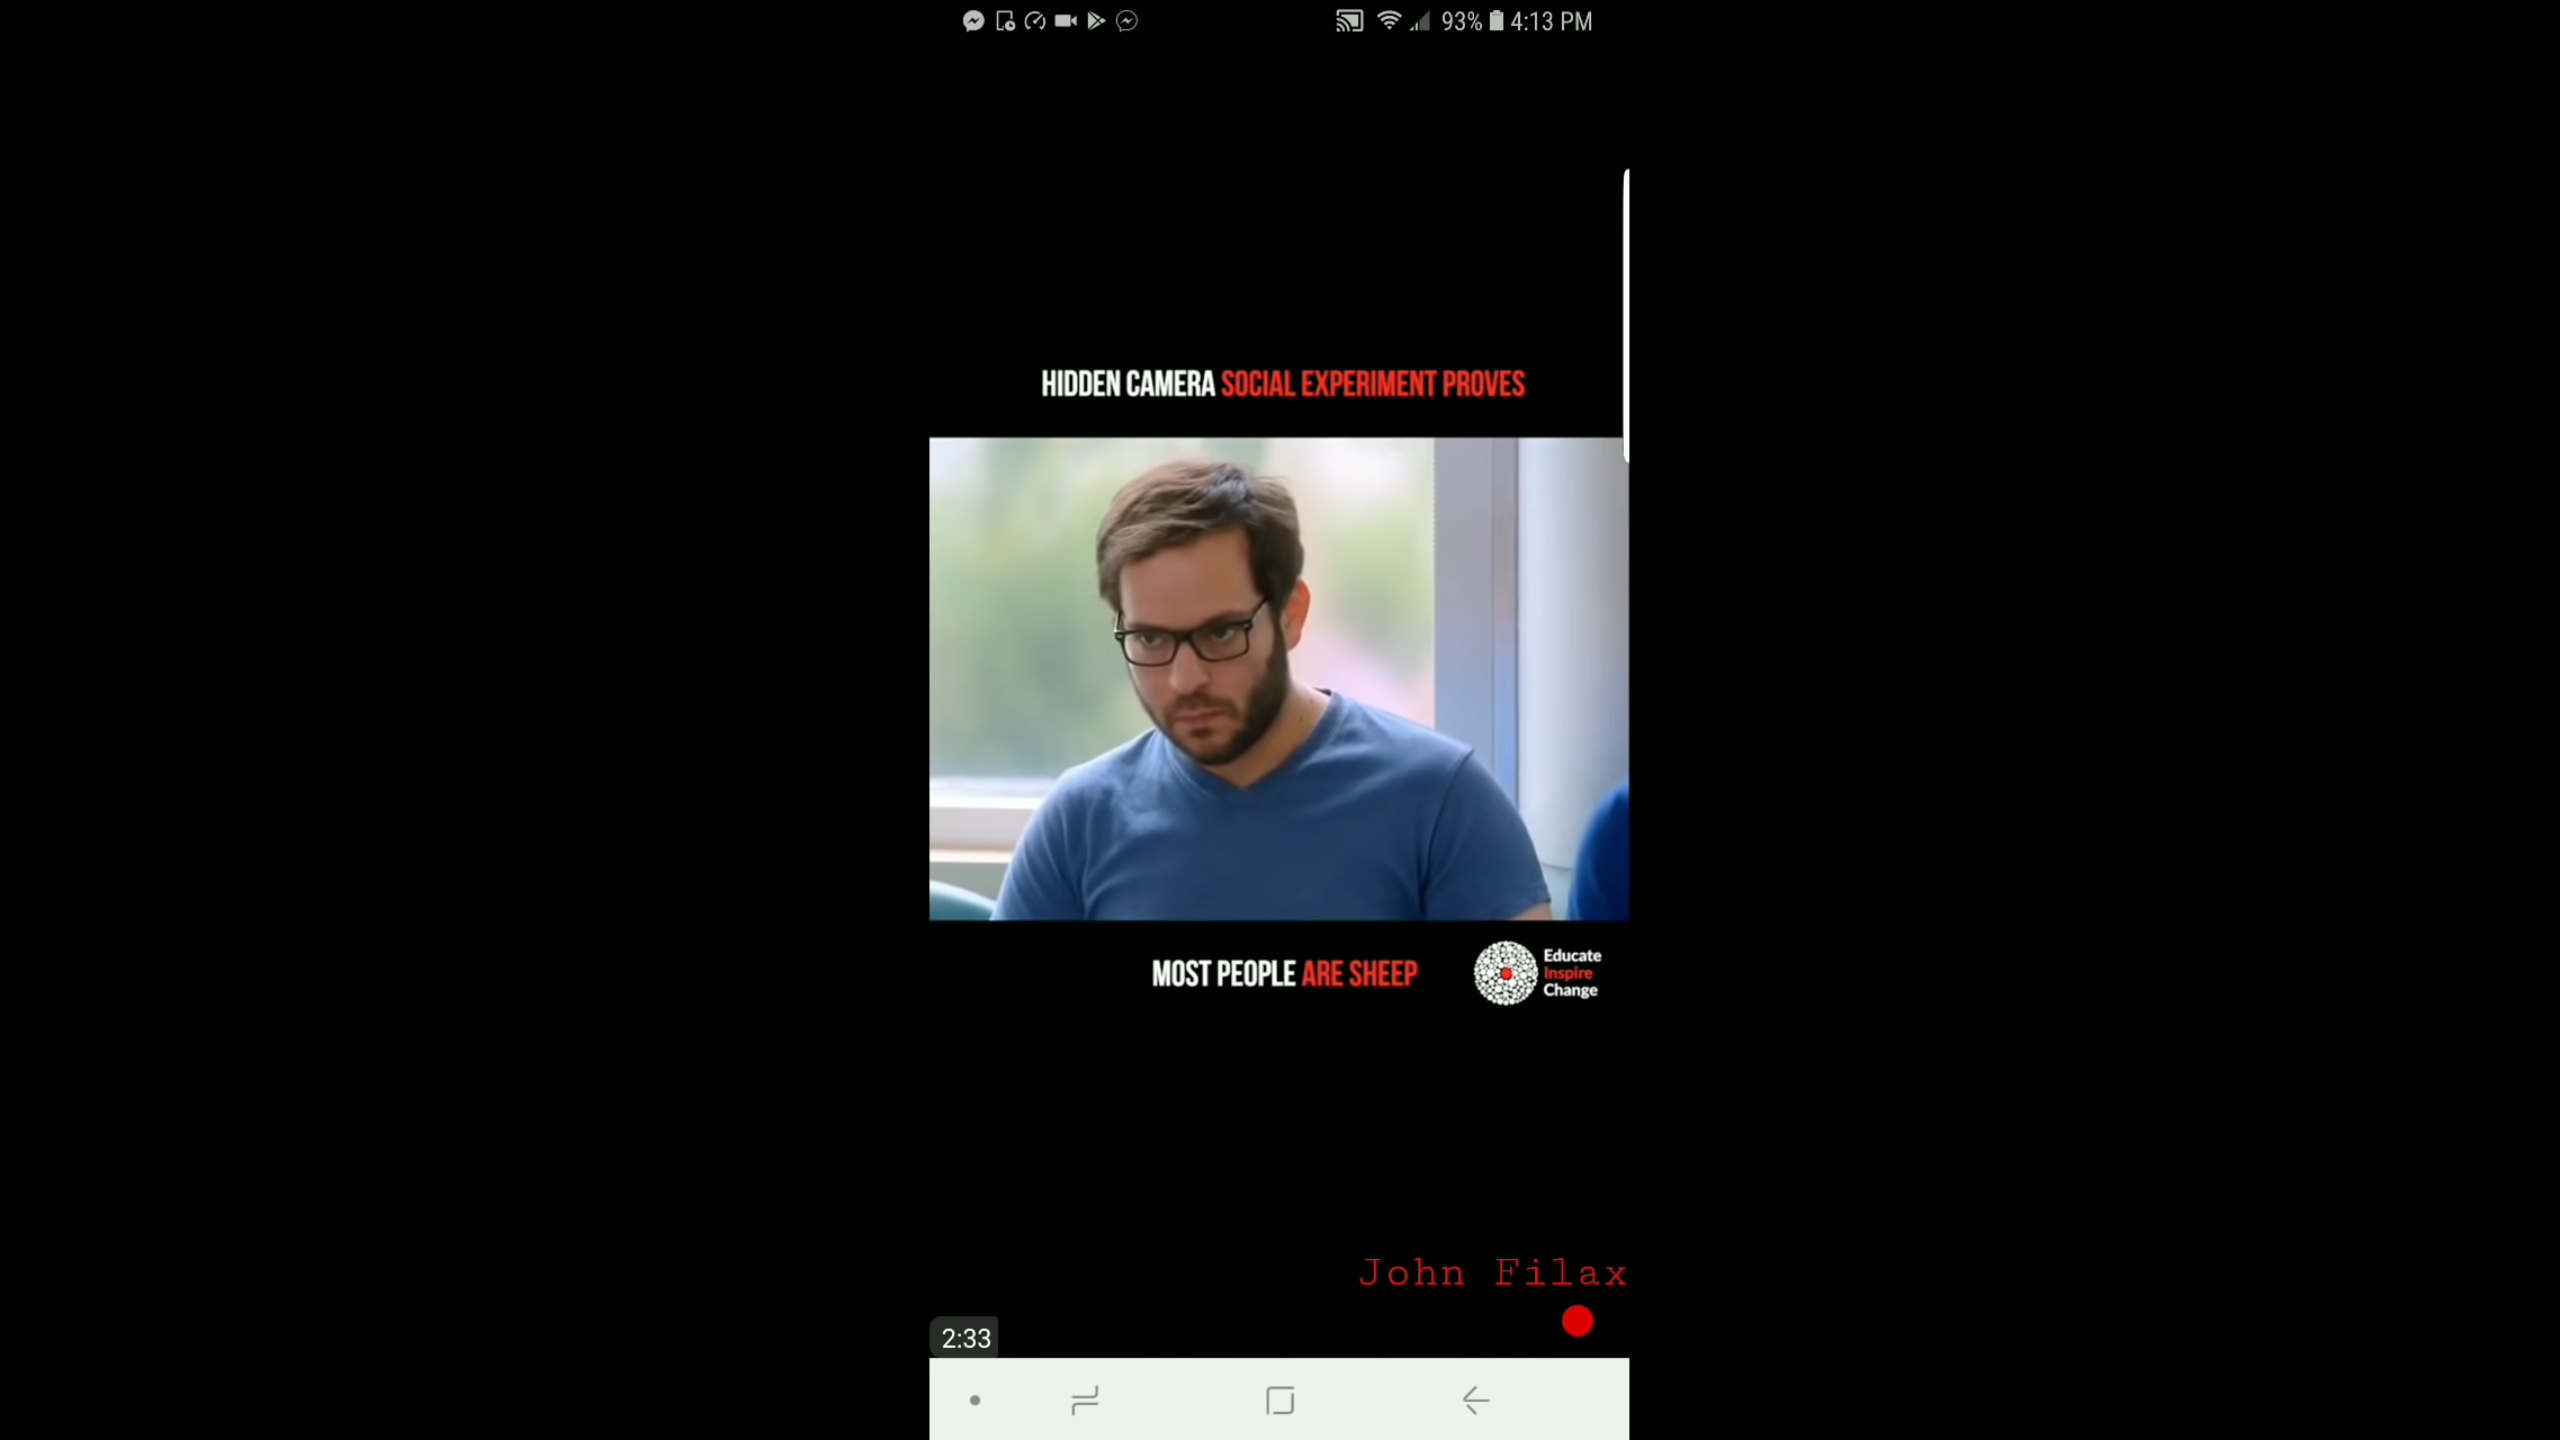 93% 4:13 PM
HIDDEN CAMERA SOCIAL EXPERIMENT PROVES
MOST PEOPLE ARE SHEEP
Educate
Inspire
Change
John Filax
2:33